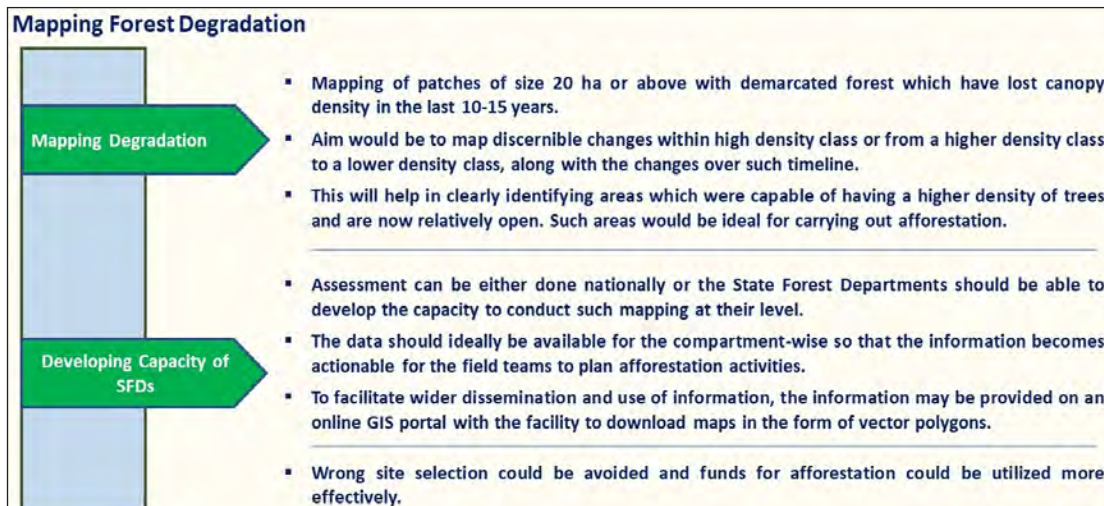 Mapping Forest Degradation
Mapping Degradation
▪ Mapping of patches of size 20 ha or above with demarcated forest which have lost canopy
density in the last 10-15 years.
▪ Aim would be to map discernible changes within high density class or from a higher density class
to a lower density class, along with the changes over such timeline.
▪ This will help in clearly identifying areas which were capable of having a higher density of trees
and are now relatively open. Such areas would be ideal for carrying out afforestation.
Developing Capacity of
SFDs
▪ Assessment can be either done nationally or the State Forest Departments should be able to
develop the capacity to conduct such mapping at their level.
▪ The data should ideally be available for the compartment-wise so that the information becomes
actionable for the field teams to plan afforestation activities.
▪ To facilitate wider dissemination and use of information, the information may be provided on an
online GIS portal with the facility to download maps in the form of vector polygons.
▪ Wrong site selection could be avoided and funds for afforestation could be utilized more
effectively.